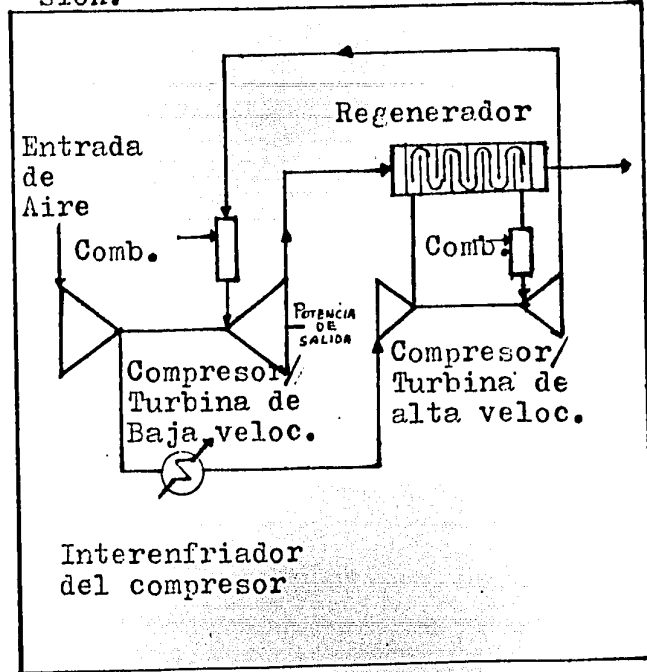 sión.
Regenerador
Entrada
de
Aire
Comb.
Comb.
POTENCIA
DE
SALIDA
Compresor/
Turbina de
Baja veloc.
Compresor/
Turbina de
alta veloc.
Interenfriador
del compresor